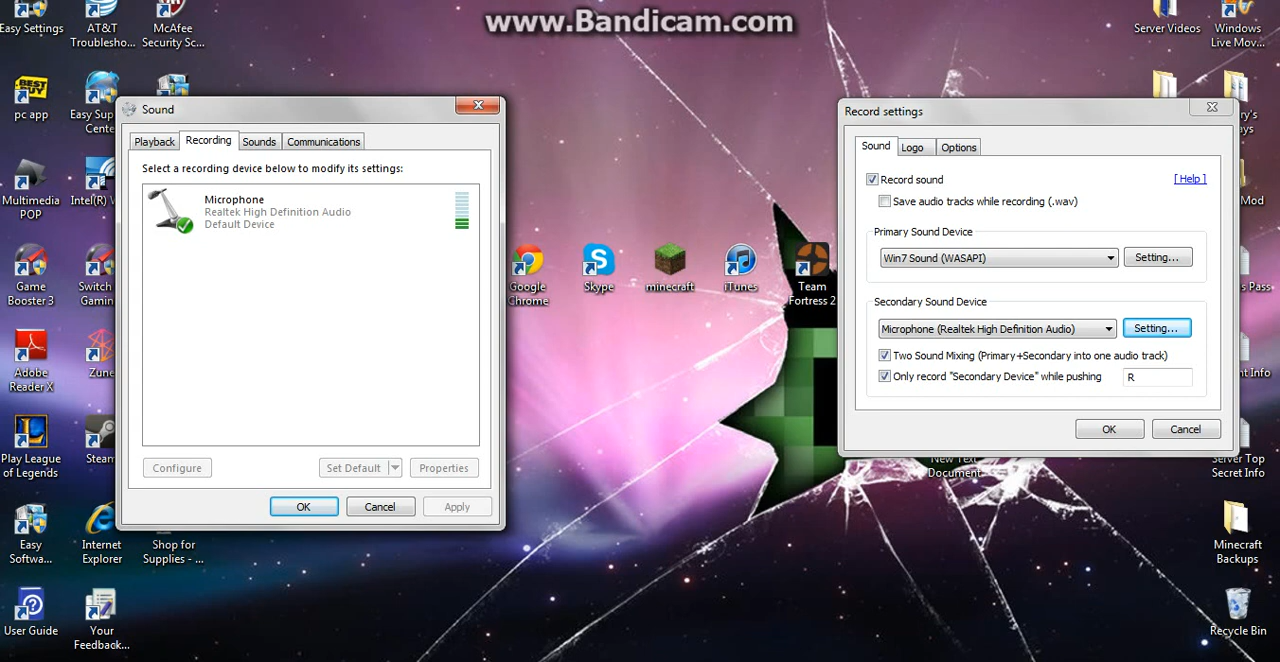 www.Bandicam.com
Easy Settings
AT&T
Troublesho...
McAfee
Security Sc...
Server Videos
Windows
Live Mov...
pc app
Easy Sup
Cente
Multimedia
POP
Intel(R)
Game
Booster 3
Switch
Gamin
Adobe
Reader X
Zune
Play League
of Legends
Steam
Easy
Softwa...
Internet
Explorer
Shop for
Supplies - ...
User Guide
Your
Feedback...
Sound
Playback
Recording
Sounds
Communications
Select a recording device below to modify its settings:
Microphone
Realtek High Definition Audio
Default Device
Configure
Set Default
Properties
OK
Cancel
Apply
Google
Chrome
Skype
minecraft
iTunes
Team
Fortress 2
Record settings
Sound
Logo
Options
Record sound
[ Help ]
Save audio tracks while recording (.wav)
Primary Sound Device
Win7 Sound (WASAPI)
Setting...
Secondary Sound Device
Microphone (Realtek High Definition Audio)
Setting...
Two Sound Mixing (Primary+Secondary into one audio track)
Only record "Secondary Device" while pushing
R
OK
Cancel
New Text
Document
Mod
s Pass
nt Info
Server Top
Secret Info
Minecraft
Backups
Recycle Bin